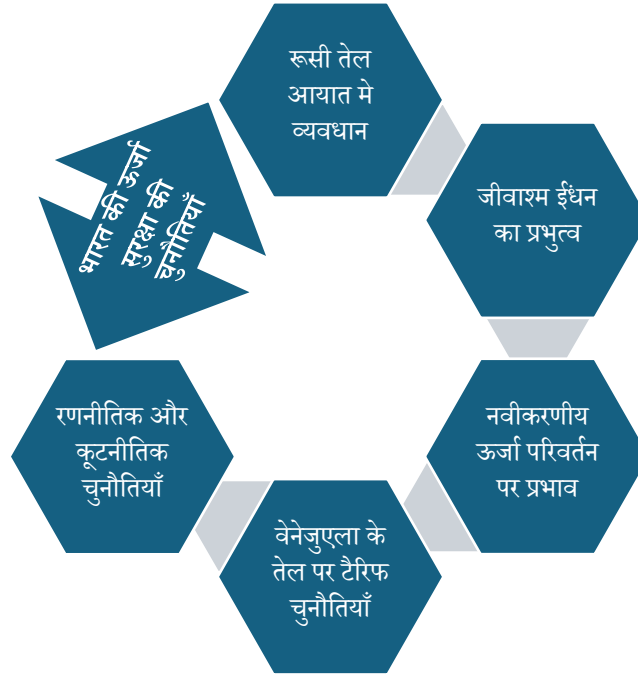 भारत की ऊर्जा
सुरक्षा की
चुनौतियाँ
रूसी तेल
आयात मे
व्यवधान
जीवाश्म ईंधन
का प्रभुत्व
नवीकरणीय
ऊर्जा परिवर्तन
पर प्रभाव
वेनेजुएला के
तेल पर टैरिफ
चुनौतियाँ
रणनीतिक और
कूटनीतिक
चुनौतियाँ